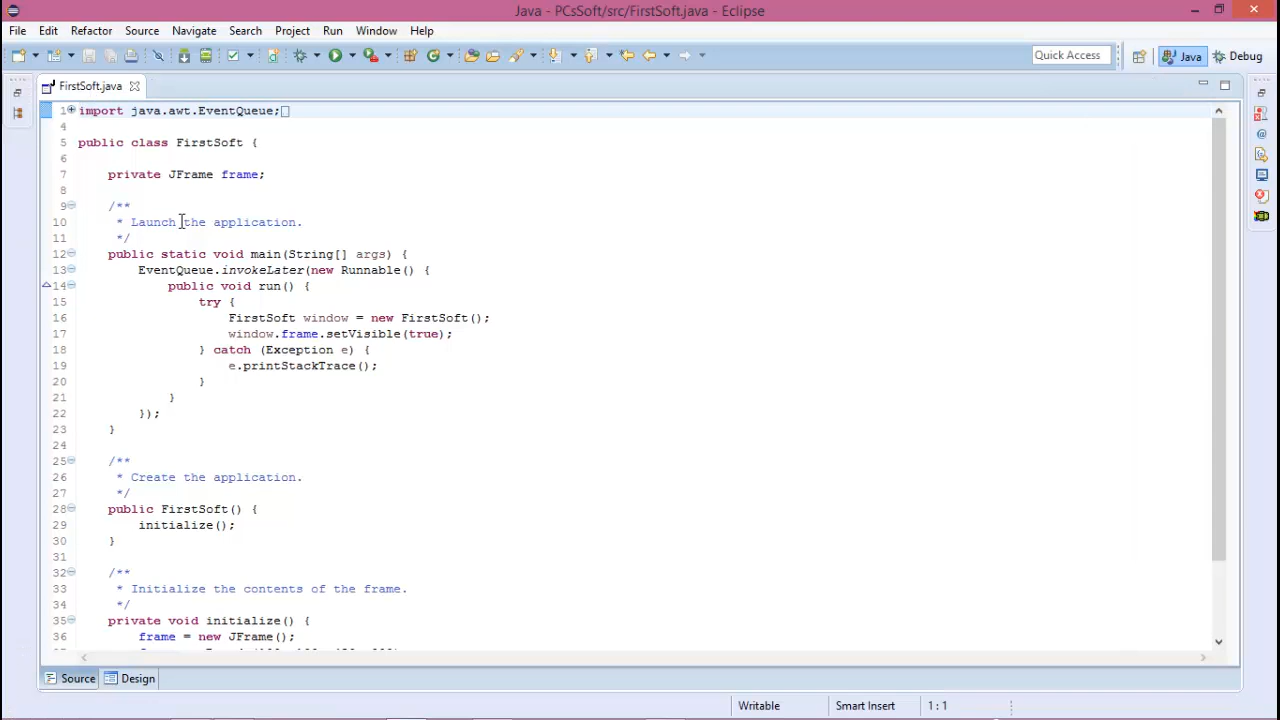 Java - PCsSoft/src/FirstSoft.java - Eclipse
File Edit Refactor Source Navigate Search Project Run Window Help
Quick Access Java Debug
FirstSoft.java
1 import java.awt.EventQueue;
4
5 public class FirstSoft {
6
7 private JFrame frame;
8
9 /**
10 * Launch the application.
11 */
12 public static void main(String[] args) {
13 EventQueue.invokeLater(new Runnable() {
14 public void run() {
15 try {
16 FirstSoft window = new FirstSoft();
17 window.frame.setVisible(true);
18 } catch (Exception e) {
19 e.printStackTrace();
20 }
21 }
22 });
23 }
24
25 /**
26 * Create the application.
27 */
28 public FirstSoft() {
29 initialize();
30 }
31
32 /**
33 * Initialize the contents of the frame.
34 */
35 private void initialize() {
36 frame = new JFrame();
Source Design
Writable Smart Insert 1 : 1